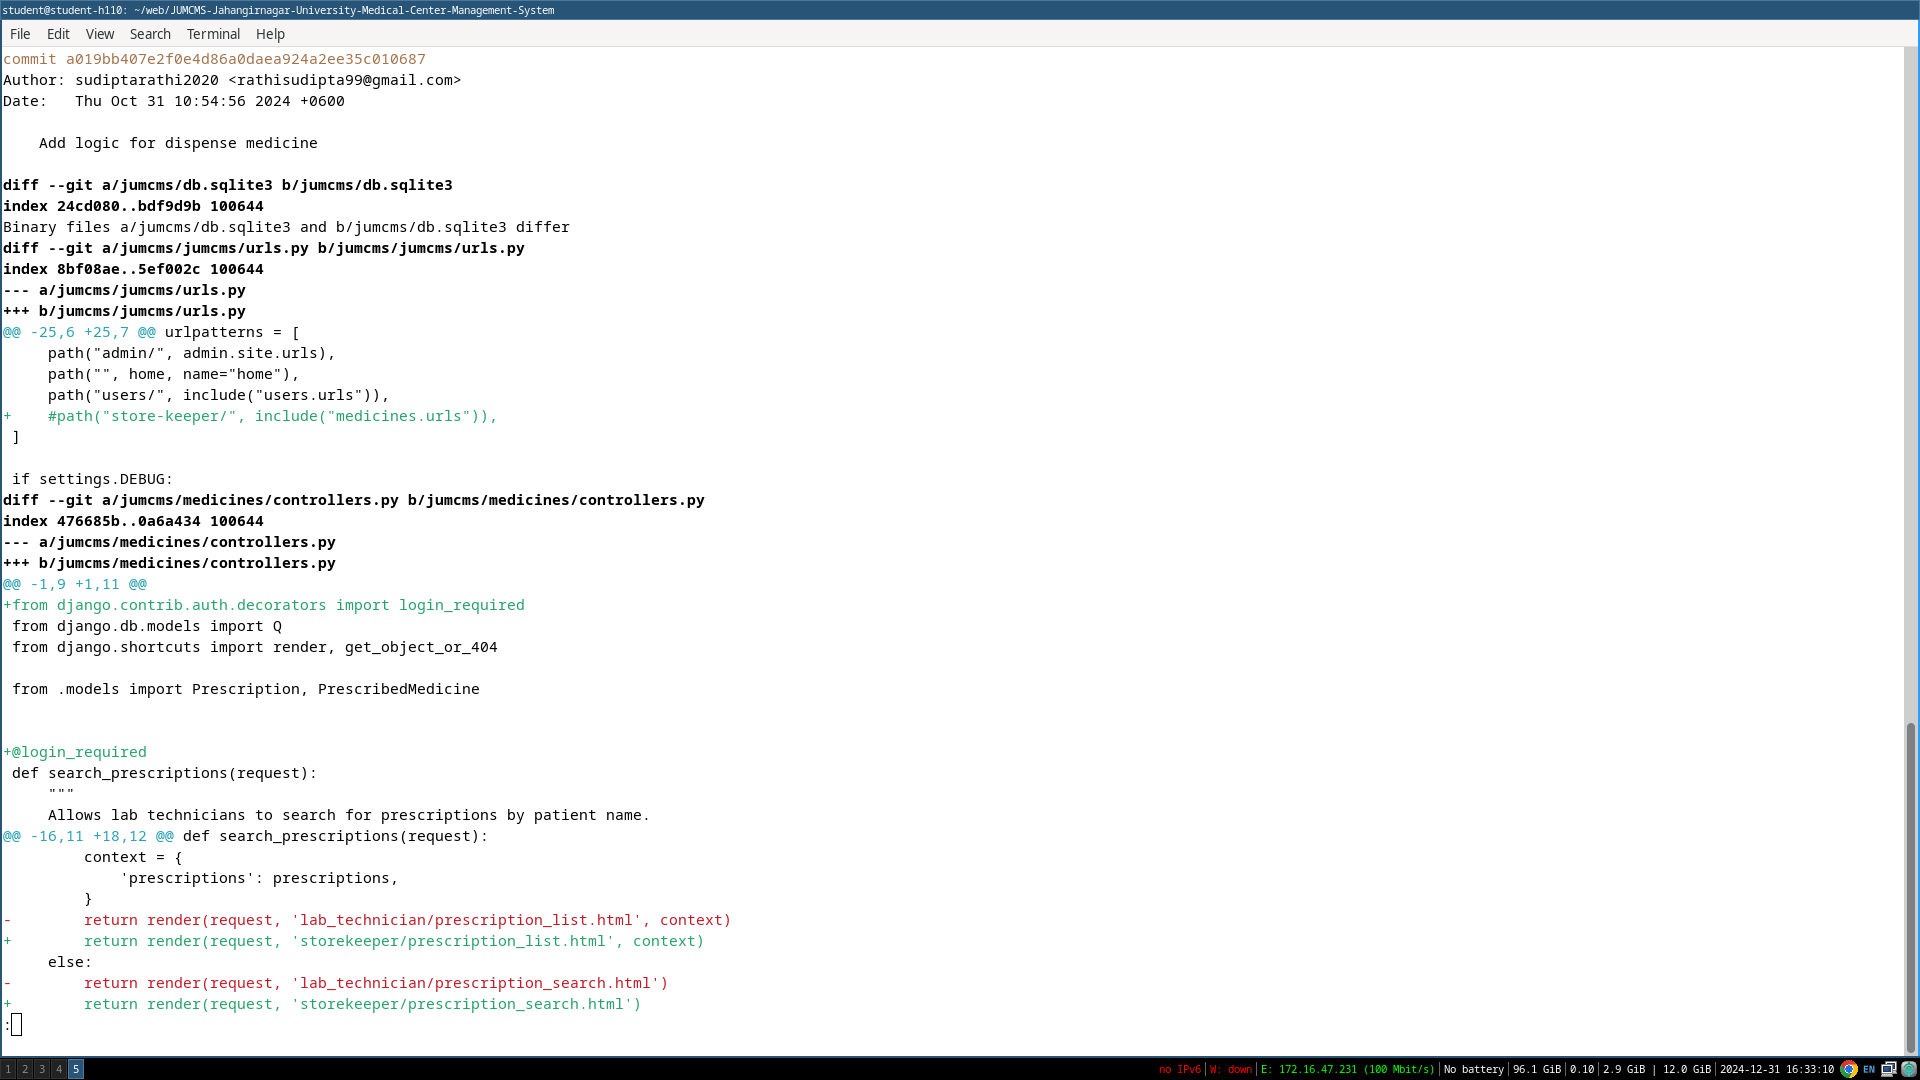 student@student-h110: ~/web/JUMCMS-Jahangirnagar-University-Medical-Center-Management-System
File Edit View Search Terminal Help
commit a019bb407e2f0e4d86a0daea924a2ee35c010687
Author: sudiptarathi2020 <rathisudipta99@gmail.com>
Date:   Thu Oct 31 10:54:56 2024 +0600

    Add logic for dispense medicine

diff --git a/jumcms/db.sqlite3 b/jumcms/db.sqlite3
index 24cd080..bdf9d9b 100644
Binary files a/jumcms/db.sqlite3 and b/jumcms/db.sqlite3 differ
diff --git a/jumcms/jumcms/urls.py b/jumcms/jumcms/urls.py
index 8bf08ae..5ef002c 100644
--- a/jumcms/jumcms/urls.py
+++ b/jumcms/jumcms/urls.py
@@ -25,6 +25,7 @@ urlpatterns = [
     path("admin/", admin.site.urls),
     path("", home, name="home"),
     path("users/", include("users.urls")),
+    #path("store-keeper/", include("medicines.urls")),
 ]

 if settings.DEBUG:
diff --git a/jumcms/medicines/controllers.py b/jumcms/medicines/controllers.py
index 476685b..0a6a434 100644
--- a/jumcms/medicines/controllers.py
+++ b/jumcms/medicines/controllers.py
@@ -1,9 +1,11 @@
+from django.contrib.auth.decorators import login_required
 from django.db.models import Q
 from django.shortcuts import render, get_object_or_404

 from .models import Prescription, PrescribedMedicine


+@login_required
 def search_prescriptions(request):
     """
     Allows lab technicians to search for prescriptions by patient name.
@@ -16,11 +18,12 @@ def search_prescriptions(request):
         context = {
             'prescriptions': prescriptions,
         }
-        return render(request, 'lab_technician/prescription_list.html', context)
+        return render(request, 'storekeeper/prescription_list.html', context)
     else:
-        return render(request, 'lab_technician/prescription_search.html')
+        return render(request, 'storekeeper/prescription_search.html')
:
1 2 3 4 5 no IPv6 | W: down | E: 172.16.47.231 (100 Mbit/s) | No battery | 96.1 GiB | 0.10 | 2.9 GiB | 12.0 GiB | 2024-12-31 16:33:10 EN